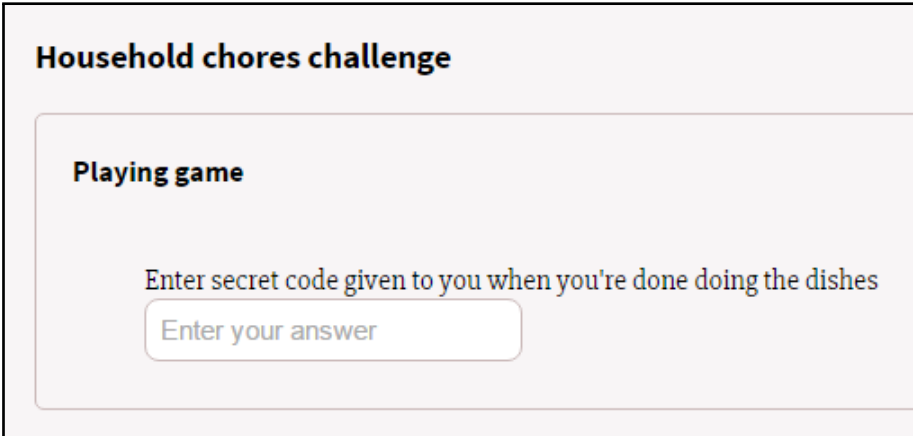 Household chores challenge
Playing game
Enter secret code given to you when you're done doing the dishes
Enter your answer